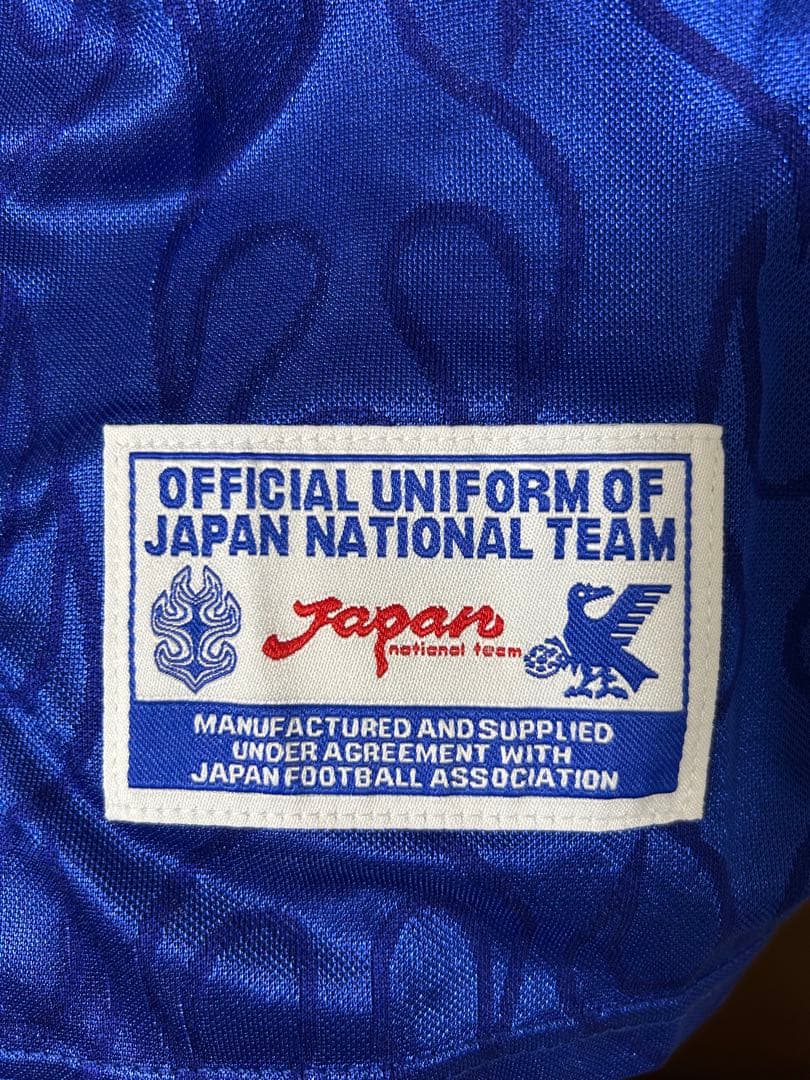 OFFICIAL UNIFORM OF
JAPAN NATIONAL TEAM
Japan
national team
MANUFACTURED AND SUPPLIED
UNDER AGREEMENT WITH
JAPAN FOOTBALL ASSOCIATION